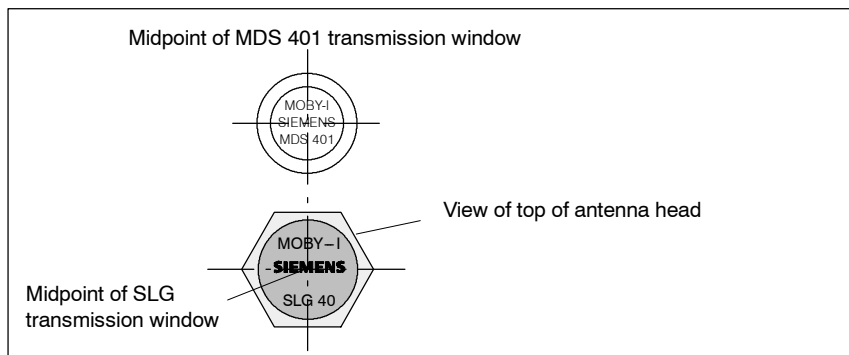 Midpoint of MDS 401 transmission window
MOBY-I
SIEMENS
MDS 401
View of top of antenna head
MOBY–I
SIEMENS
SLG 40
Midpoint of SLG
transmission window